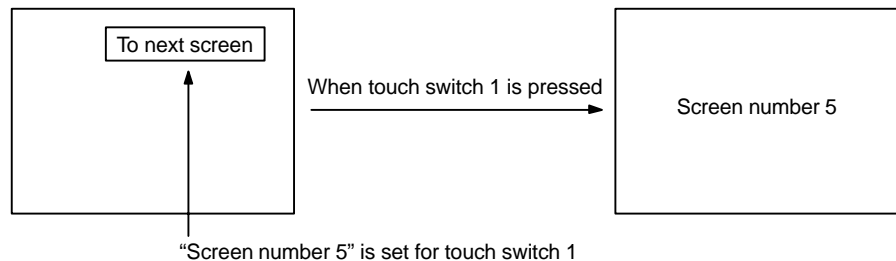 To next screen
When touch switch 1 is pressed
Screen number 5
“Screen number 5” is set for touch switch 1